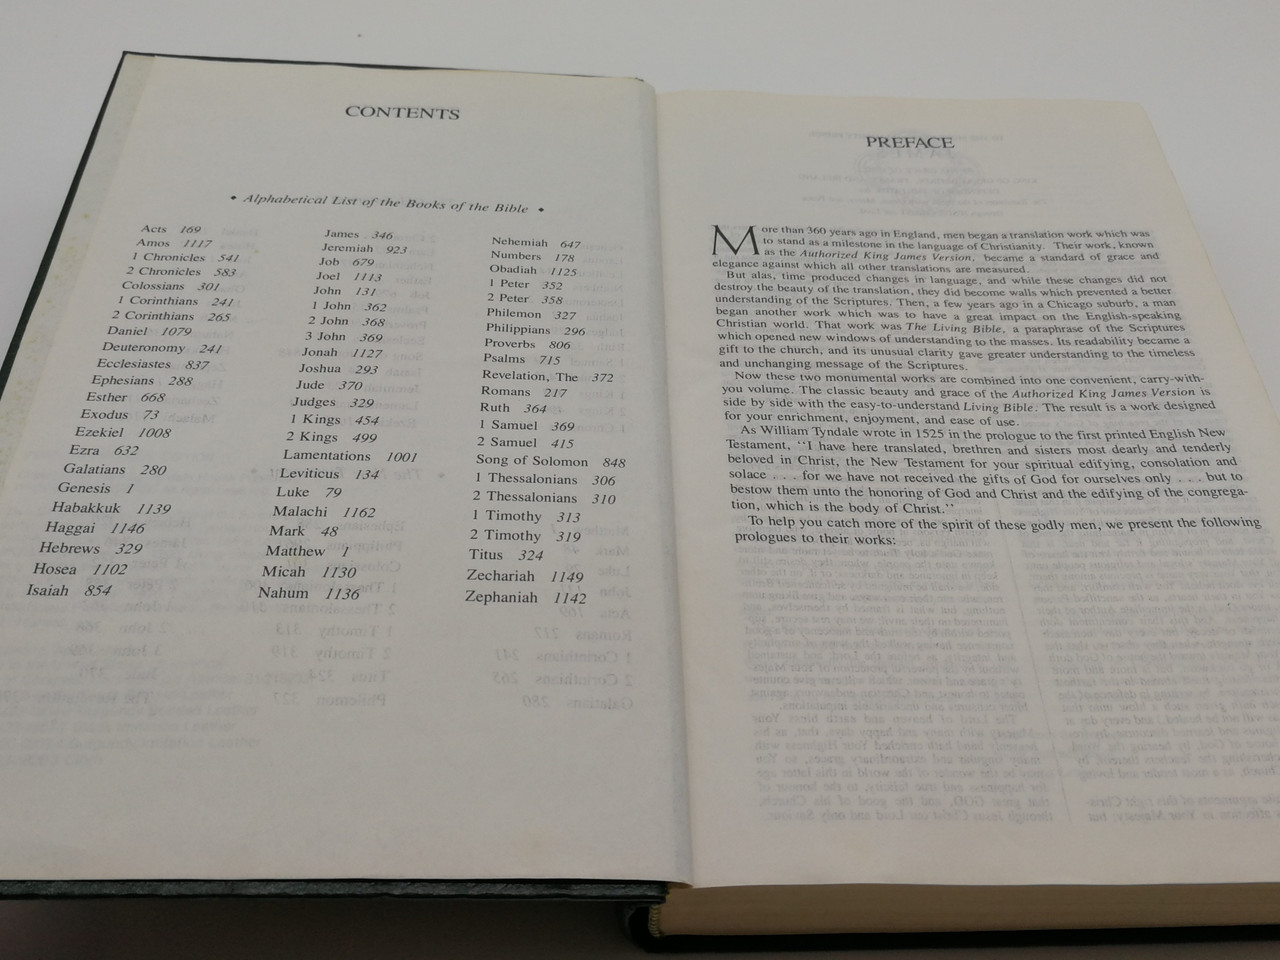 CONTENTS
• Alphabetical List of the Books of the Bible •
Acts 169
Amos 1117
1 Chronicles 541
2 Chronicles 583
Colossians 301
1 Corinthians 241
2 Corinthians 265
Daniel 1079
Deuteronomy 241
Ecclesiastes 837
Ephesians 288
Esther 668
Exodus 73
Ezekiel 1008
Ezra 632
Galatians 280
Genesis 1
Habakkuk 1139
Haggai 1146
Hebrews 329
Hosea 1102
Isaiah 854
James 346
Jeremiah 923
Job 679
Joel 1113
John 131
1 John 362
2 John 368
3 John 369
Jonah 1127
Joshua 293
Jude 370
Judges 329
1 Kings 454
2 Kings 499
Lamentations 1001
Leviticus 134
Luke 79
Malachi 1162
Mark 48
Matthew 1
Micah 1130
Nahum 1136
Nehemiah 647
Numbers 178
Obadiah 1125
1 Peter 352
2 Peter 358
Philemon 327
Philippians 296
Proverbs 806
Psalms 715
Revelation, The 372
Romans 217
Ruth 364
1 Samuel 369
2 Samuel 415
Song of Solomon 848
1 Thessalonians 306
2 Thessalonians 310
1 Timothy 313
2 Timothy 319
Titus 324
Zechariah 1149
Zephaniah 1142
PREFACE
More than 360 years ago in England, men began a translation work which was
to stand as a milestone in the language of Christianity. Their work, known
as the Authorized King James Version, became a standard of grace and
elegance against which all other translations are measured.
But alas, time produced changes in language, and while these changes did not
destroy the beauty of the translation, they did become walls which prevented a better
understanding of the Scriptures. Then, a few years ago in a Chicago suburb, a man
began another work which was to have a great impact on the English-speaking
Christian world. That work was The Living Bible, a paraphrase of the Scriptures
which opened new windows of understanding to the masses. Its readability became a
gift to the church, and its unusual clarity gave greater understanding to the timeless
and unchanging message of the Scriptures.
Now these two monumental works are combined into one convenient, carry-with-
you volume. The classic beauty and grace of the Authorized King James Version is
side by side with the easy-to-understand Living Bible. The result is a work designed
for your enrichment, enjoyment, and ease of use.
As William Tyndale wrote in 1525 in the prologue to the first printed English New
Testament, "I have here translated, brethren and sisters most dearly and tenderly
beloved in Christ, the New Testament for your spiritual edifying, consolation and
solace . . . for we have not received the gifts of God for ourselves only . . . but to
bestow them unto the honoring of God and Christ and the edifying of the congrega-
tion, which is the body of Christ."
To help you catch more of the spirit of these godly men, we present the following
prologues to their works: